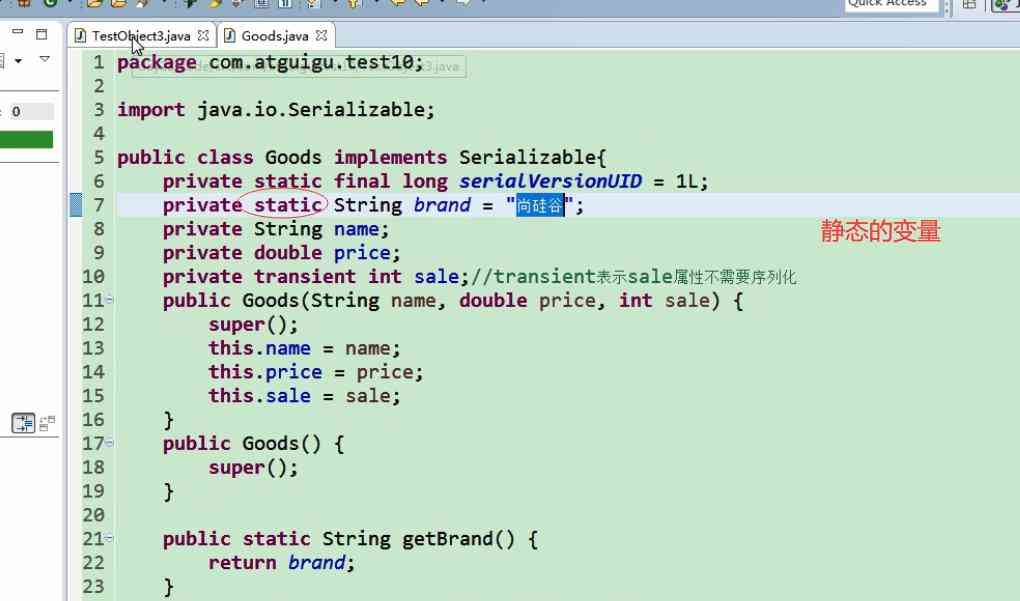 Quick Access
TestObject3.java
Goods.java
0
1 package com.atguigu.test10;
2
3 import java.io.Serializable;
4
5 public class Goods implements Serializable{
6 private static final long serialVersionUID = 1L;
7 private static String brand = "尚硅谷";
静态的变量
8 private String name;
9 private double price;
10 private transient int sale;//transient表示sale属性不需要序列化
11 public Goods(String name, double price, int sale) {
12 super();
13 this.name = name;
14 this.price = price;
15 this.sale = sale;
16 }
17 public Goods() {
18 super();
19 }
20
21 public static String getBrand() {
22 return brand;
23 }